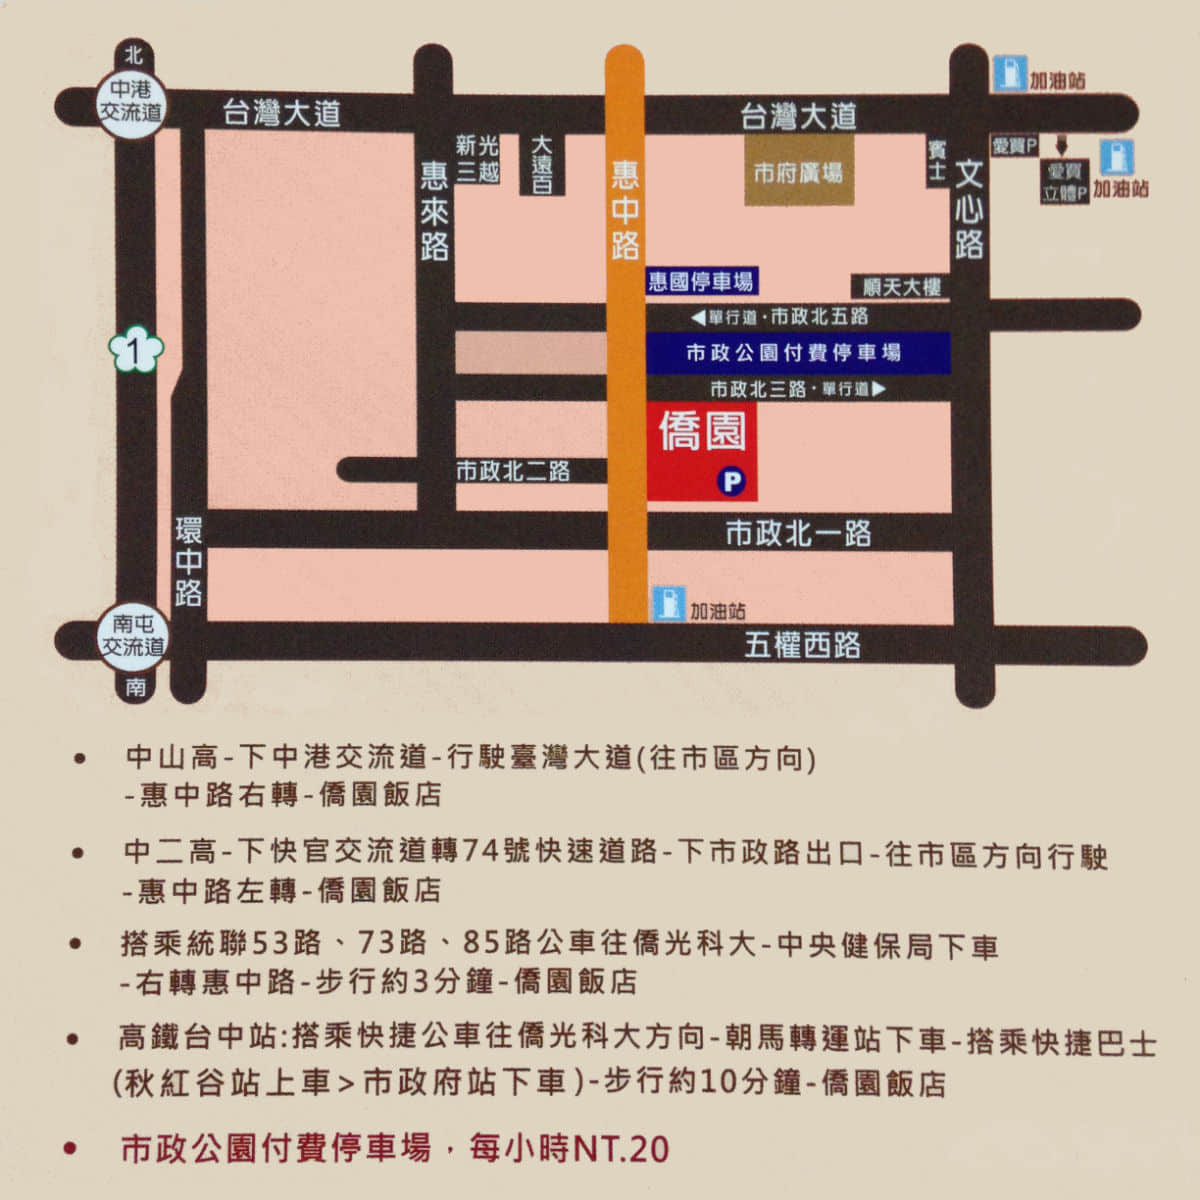 北
中港
交流道
台灣大道
台灣大道
加油站
新光
三越
大遠百
惠來路
惠中路
市府廣場
賓士
文心路
愛買P
愛買
立體P
加油站
惠國停車場
順天大樓
◀單行道·市政北五路
1
市政公園付費停車場
市政北三路·單行道▶
僑園
P
市政北二路
環中路
市政北一路
加油站
南屯
交流道
南
五權西路
• 中山高-下中港交流道-行駛臺灣大道(往市區方向)
-惠中路右轉-僑園飯店
• 中二高-下快官交流道轉74號快速道路-下市政路出口-往市區方向行駛
-惠中路左轉-僑園飯店
• 搭乘統聯53路、73路、85路公車往僑光科大-中央健保局下車
-右轉惠中路-步行約3分鐘-僑園飯店
• 高鐵台中站:搭乘快捷公車往僑光科大方向-朝馬轉運站下車-搭乘快捷巴士
(秋紅谷站上車>市政府站下車)-步行約10分鐘-僑園飯店
• 市政公園付費停車場，每小時NT.20